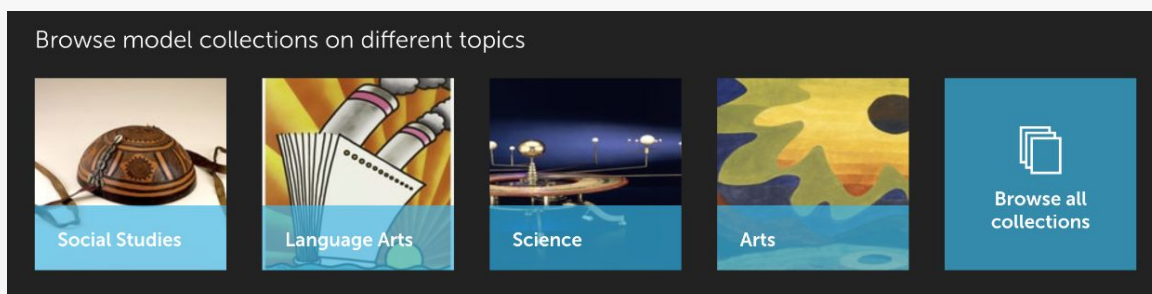 Browse model collections on different topics
Social Studies
Language Arts
Science
Arts
Browse all
collections